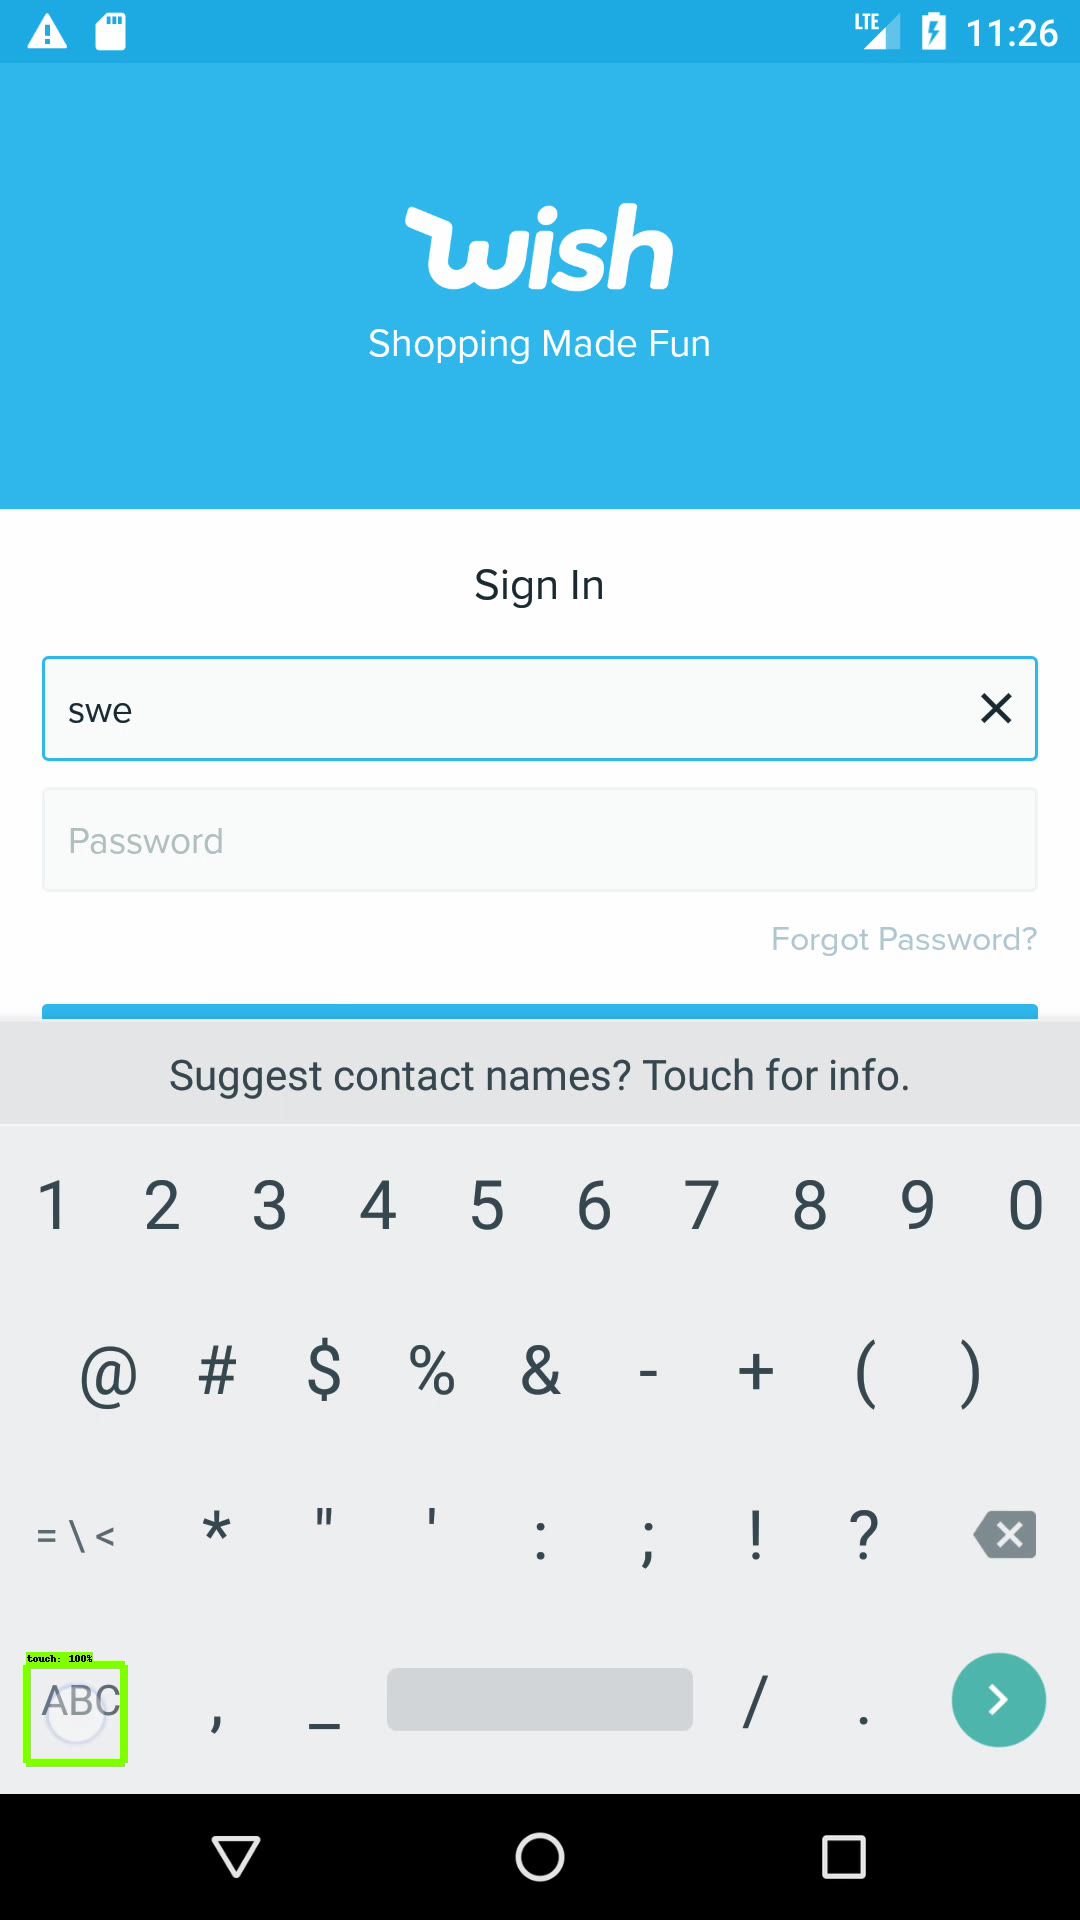 LTE 11:26
wish
Shopping Made Fun
Sign In
swe
Password
Forgot Password?
Suggest contact names? Touch for info.
1 2 3 4 5 6 7 8 9 0
@ # $ % & - + ( )
= \ < * " ' : ; ! ?
touch: 100%
ABC , _ / .